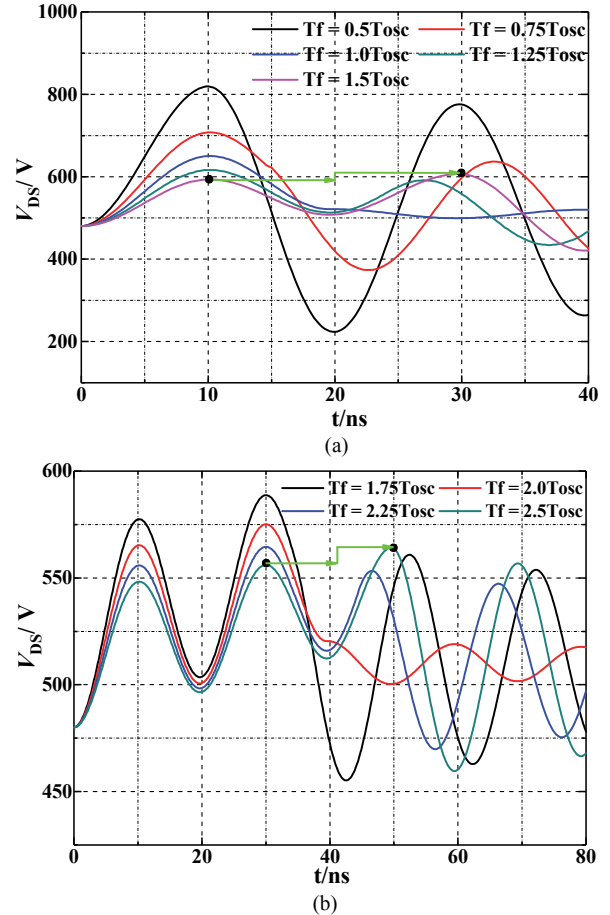 1000
Tf = 0.5Tosc Tf = 0.75Tosc
Tf = 1.0Tosc Tf = 1.25Tosc
Tf = 1.5Tosc
800
600
400
200
VDS/ V
0 10 20 30 40
t/ns
(a)
600
Tf = 1.75Tosc Tf = 2.0Tosc
Tf = 2.25Tosc Tf = 2.5Tosc
550
500
450
VDS/ V
0 20 40 60 80
t/ns
(b)